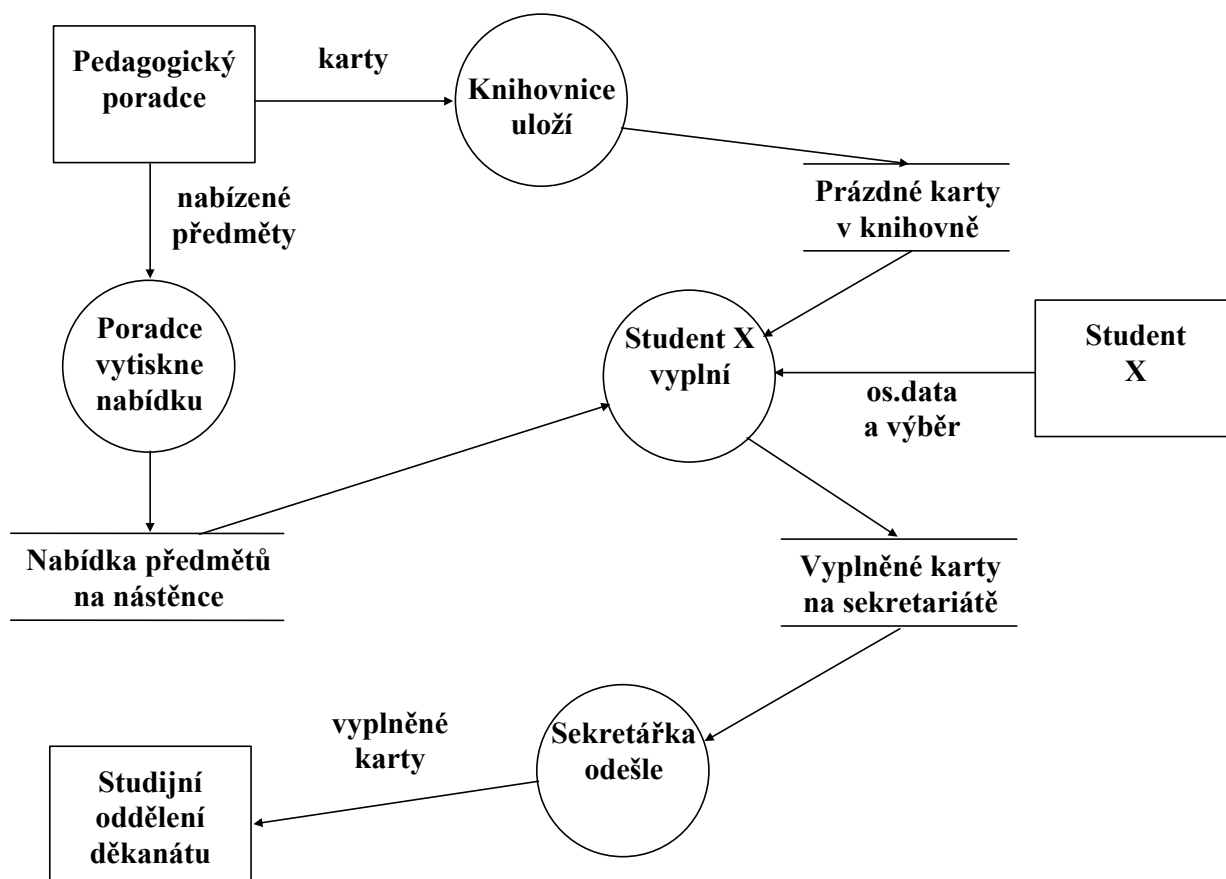 Pedagogický
poradce
karty
Knihovnice
uloží
nabízené
předměty
Prázdné karty
v knihovně
Poradce
vytiskne
nabídku
Student X
vyplní
Student
X
os.data
a výběr
Nabídka předmětů
na nástěnce
Vyplněné karty
na sekretariátě
vyplněné
karty
Sekretářka
odešle
Studijní
oddělení
děkanátu